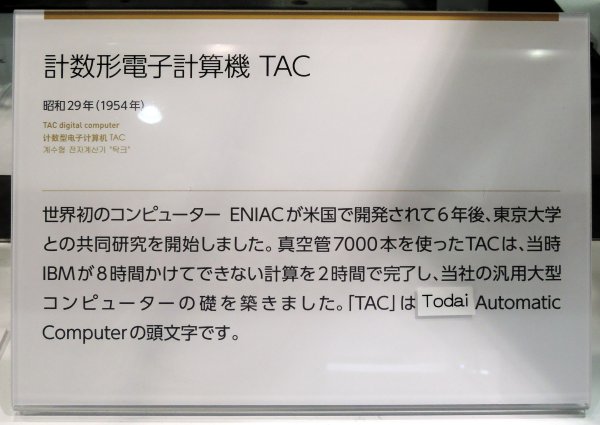 計数形電子計算機 TAC
昭和29年(1954年)
TAC digital computer
计数型电子计算机 TAC
계수형 전자계산기 "탁크"
世界初のコンピューター ENIACが米国で開発されて6年後、東京大学
との共同研究を開始しました。真空管7000本を使ったTACは、当時
IBMが8時間かけてできない計算を2時間で完了し、当社の汎用大型
コンピューターの礎を築きました。「TAC」は Todai Automatic
Computerの頭文字です。